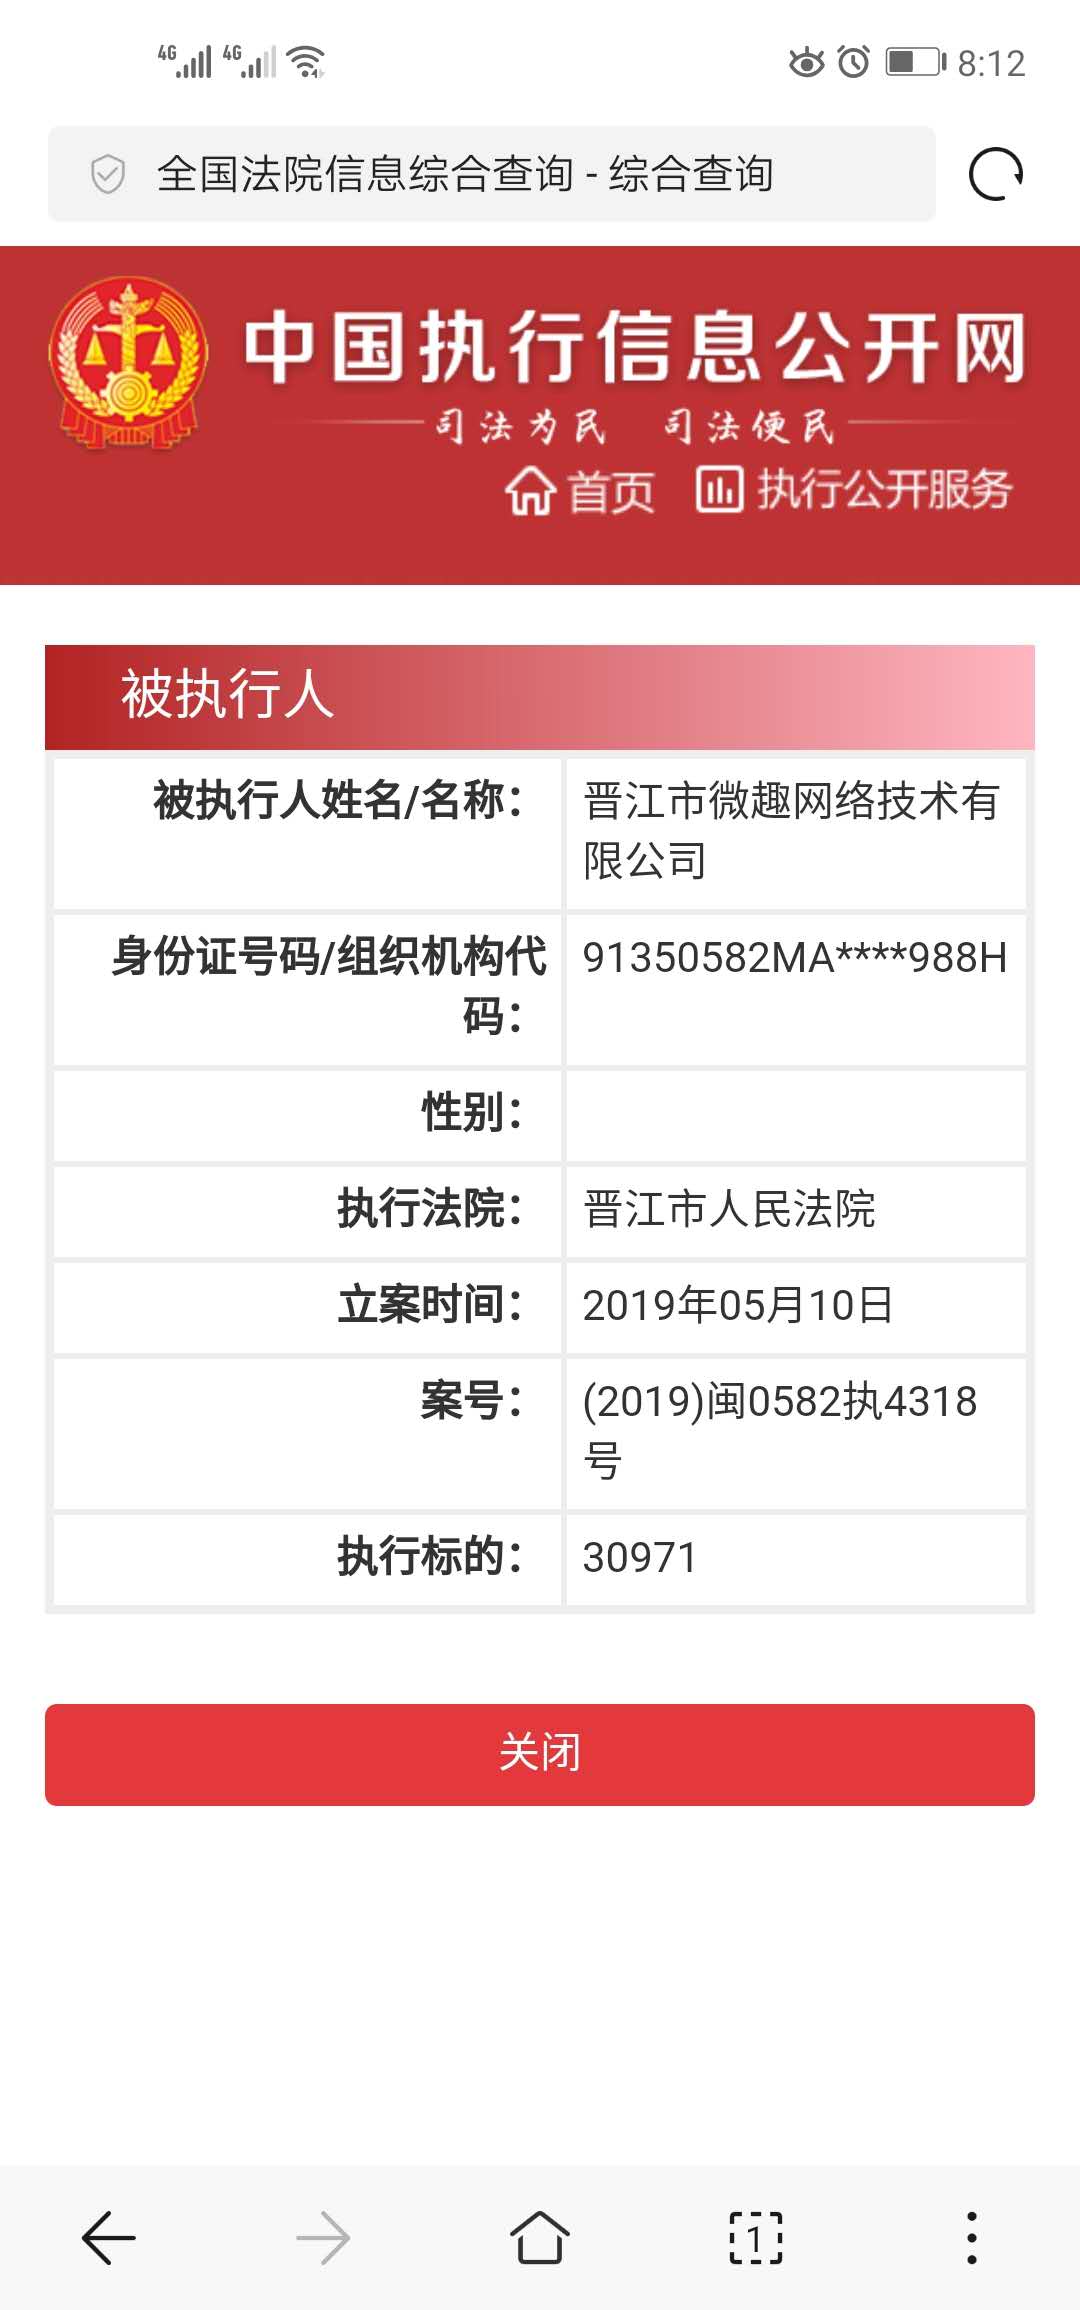 4G 4G 8:12
全国法院信息综合查询 - 综合查询
中国执行信息公开网
司法为民 司法便民
首页 执行公开服务
被执行人
被执行人姓名/名称： 晋江市微趣网络技术有
限公司
身份证号码/组织机构代 91350582MA****988H
码：
性别：
执行法院： 晋江市人民法院
立案时间： 2019年05月10日
案号： (2019)闽0582执4318
号
执行标的： 30971
关闭
1